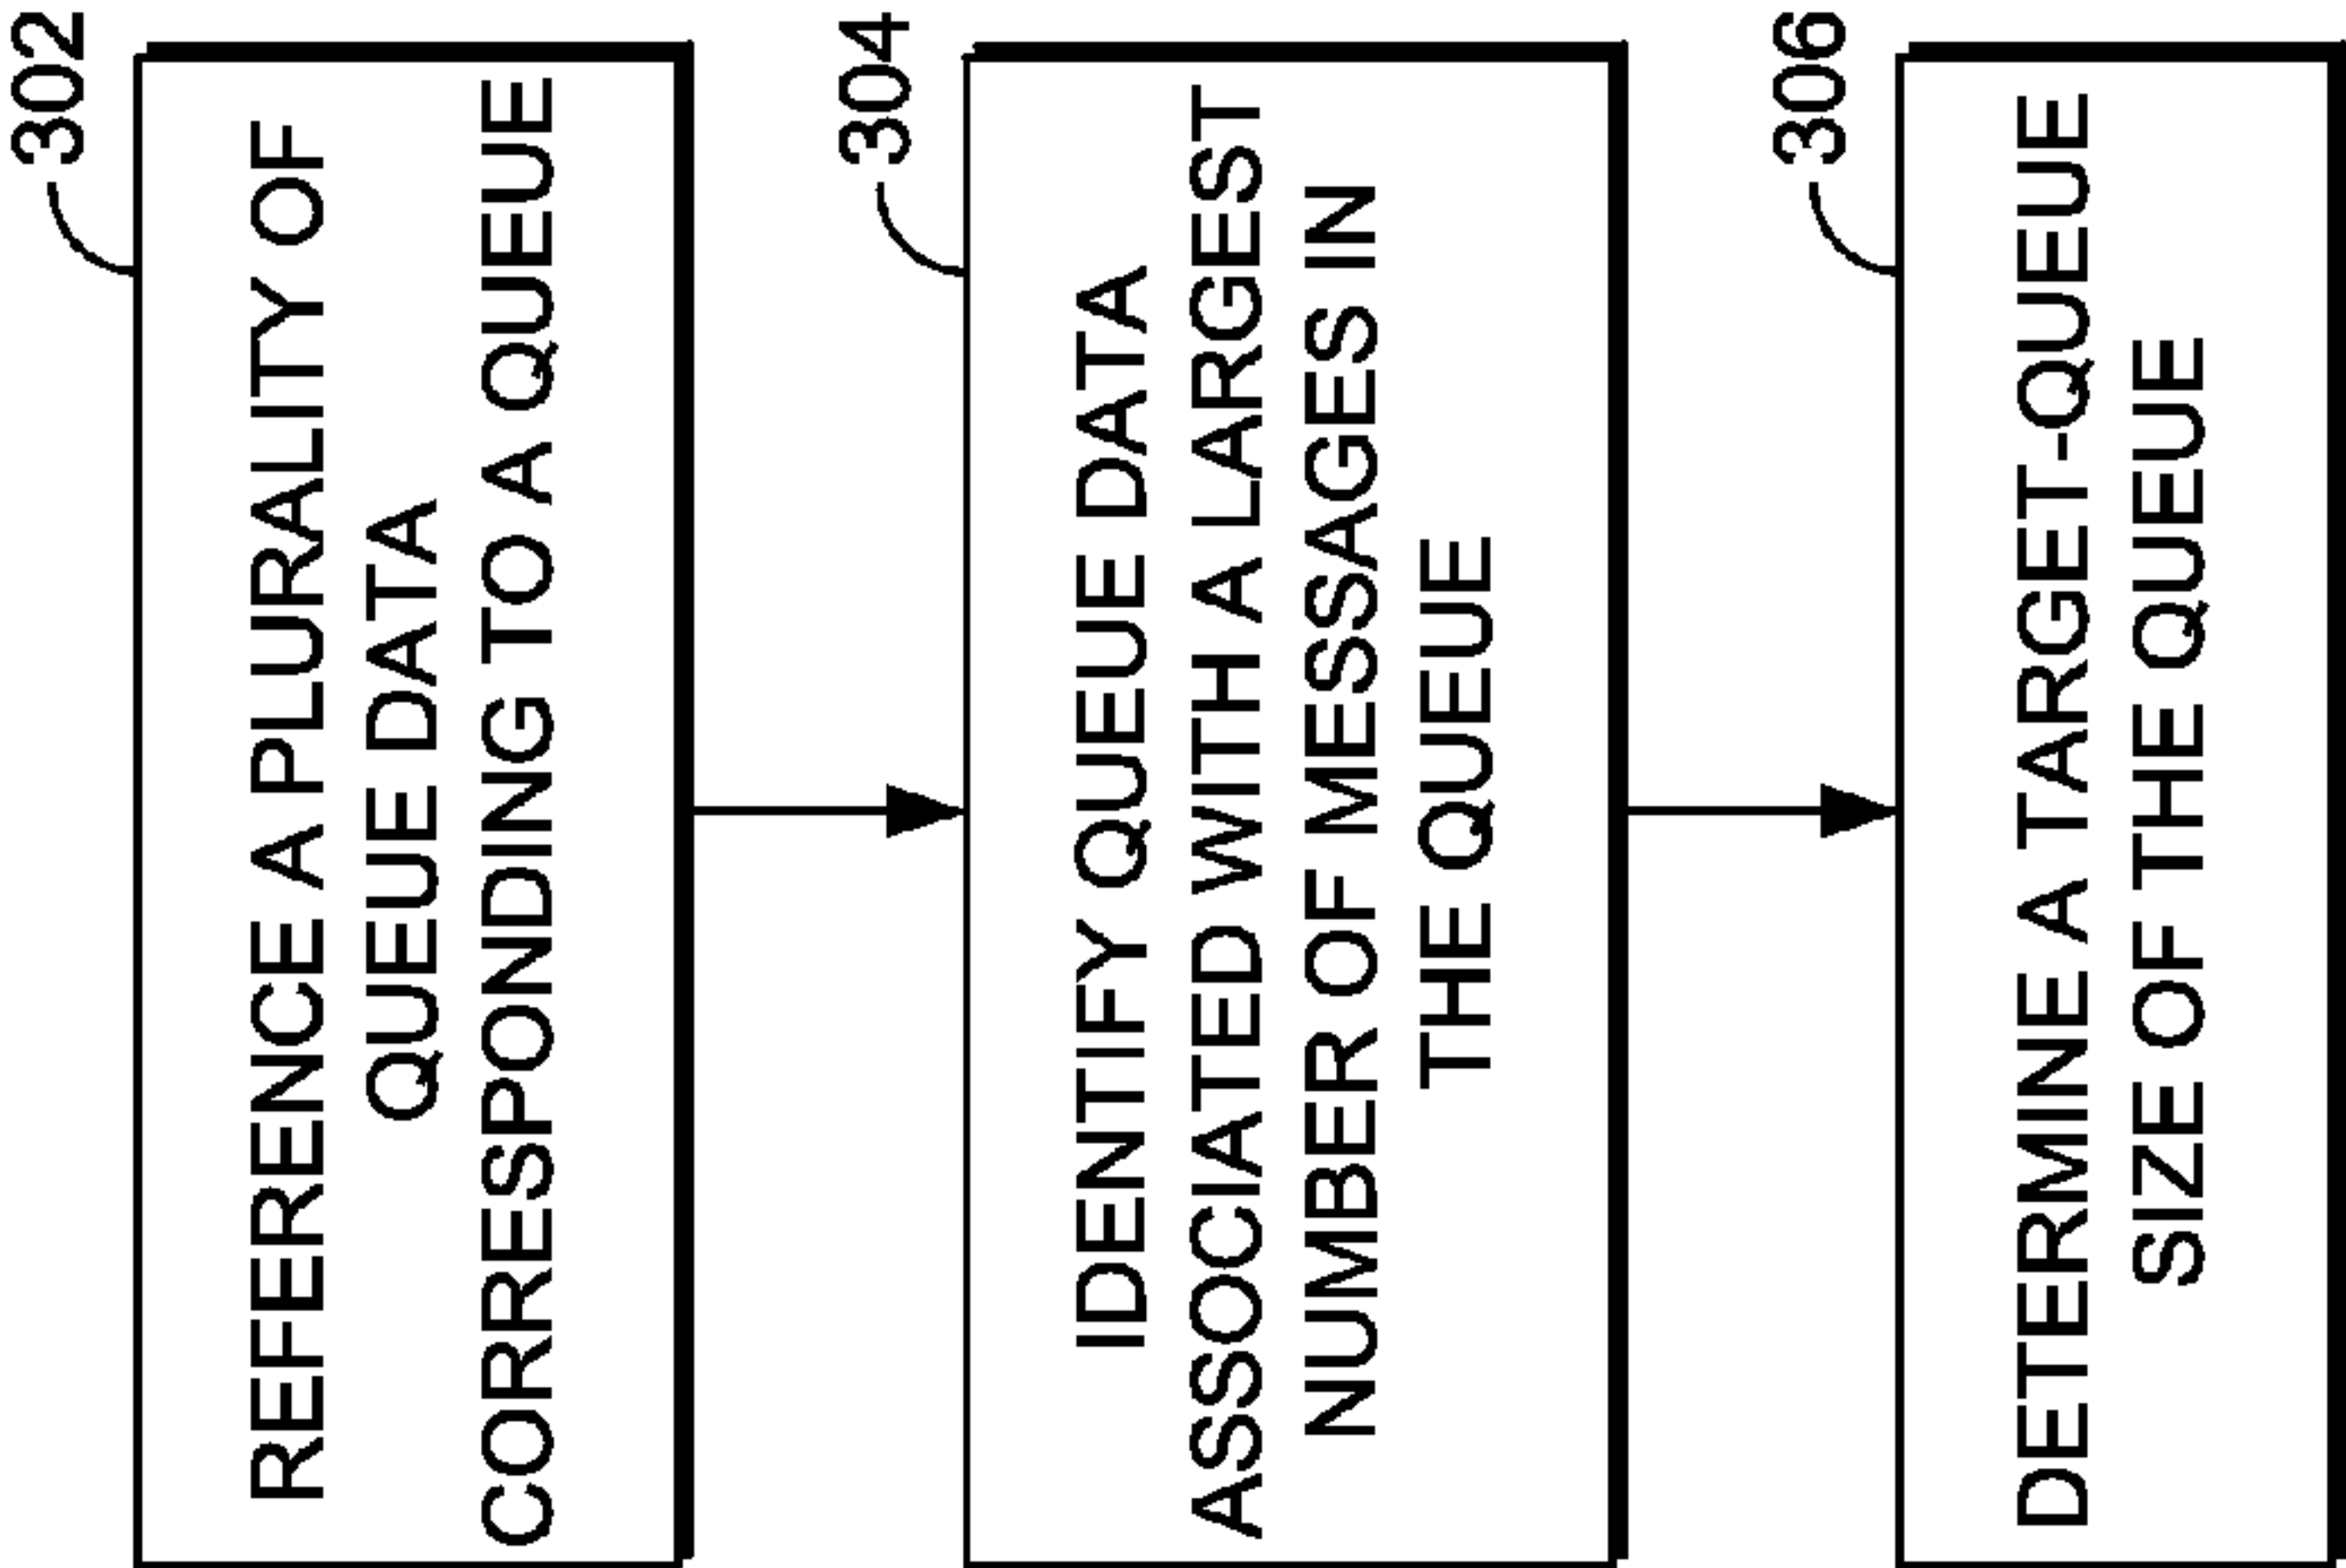 302
REFERENCE A PLURALITY OF
QUEUE DATA
CORRESPONDING TO A QUEUE
304
IDENTIFY QUEUE DATA
ASSOCIATED WITH A LARGEST
NUMBER OF MESSAGES IN
THE QUEUE
306
DETERMINE A TARGET-QUEUE
SIZE OF THE QUEUE